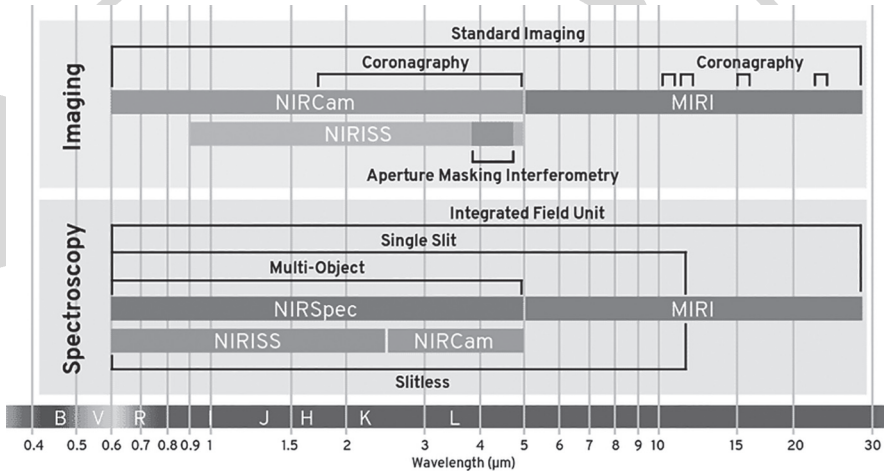 Standard Imaging
Coronagraphy Coronagraphy
Imaging
NIRCam MIRI
NIRISS
Aperture Masking Interferometry
Integrated Field Unit
Single Slit
Multi-Object
Spectroscopy
NIRSpec MIRI
NIRISS NIRCam
Slitless
B V R J H K L
0.4 0.5 0.6 0.7 0.8 0.9 1 1.5 2 3 4 5 6 7 8 9 10 15 20 30
Wavelength (μm)